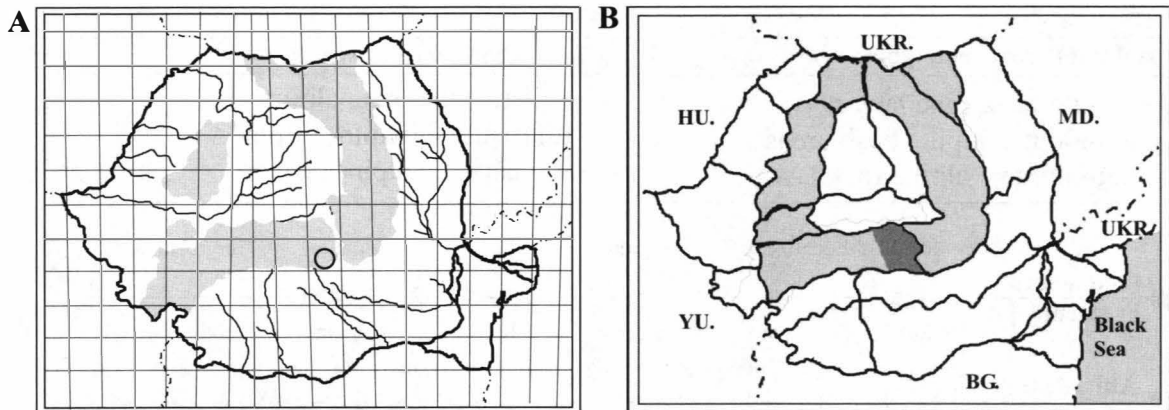 A
B
UKR.
HU.
MD.
UKR.
YU.
Black
Sea
BG.